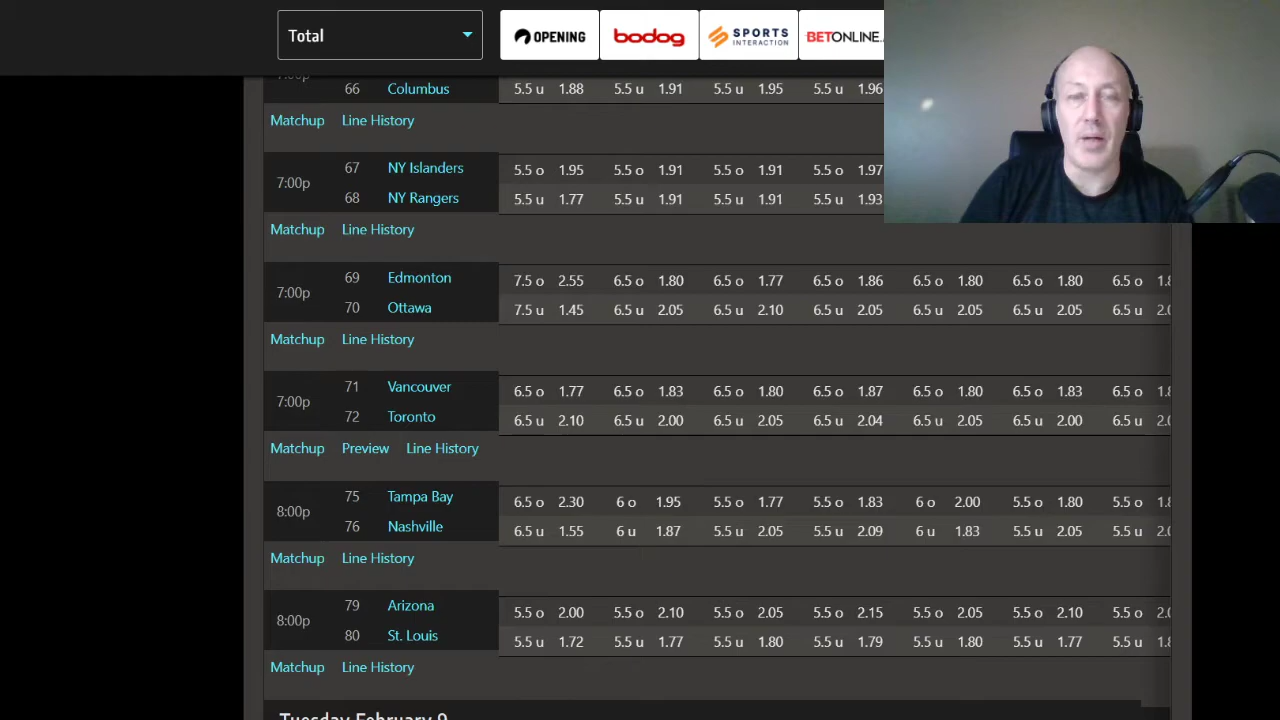 Total OPENING bodog SPORTS INTERACTION BETONLINE.
66 Columbus 5.5 u 1.88 5.5 u 1.91 5.5 u 1.95 5.5 u 1.96
Matchup Line History
67 NY Islanders 5.5 o 1.95 5.5 o 1.91 5.5 o 1.91 5.5 o 1.97
7:00p
68 NY Rangers 5.5 u 1.77 5.5 u 1.91 5.5 u 1.91 5.5 u 1.93
Matchup Line History
69 Edmonton 7.5 o 2.55 6.5 o 1.80 6.5 o 1.77 6.5 o 1.86 6.5 o 1.80 6.5 o 1.80 6.5 o
7:00p
70 Ottawa 7.5 u 1.45 6.5 u 2.05 6.5 u 2.10 6.5 u 2.05 6.5 u 2.05 6.5 u 2.05 6.5 u
Matchup Line History
71 Vancouver 6.5 o 1.77 6.5 o 1.83 6.5 o 1.80 6.5 o 1.87 6.5 o 1.80 6.5 o 1.83 6.5 o
7:00p
72 Toronto 6.5 u 2.10 6.5 u 2.00 6.5 u 2.05 6.5 u 2.04 6.5 u 2.05 6.5 u 2.00 6.5 u
Matchup Preview Line History
75 Tampa Bay 6.5 o 2.30 6 o 1.95 5.5 o 1.77 5.5 o 1.83 6 o 2.00 5.5 o 1.80 5.5 o
8:00p
76 Nashville 6.5 u 1.55 6 u 1.87 5.5 u 2.05 5.5 u 2.09 6 u 1.83 5.5 u 2.05 5.5 u
Matchup Line History
79 Arizona 5.5 o 2.00 5.5 o 2.10 5.5 o 2.05 5.5 o 2.15 5.5 o 2.05 5.5 o 2.10 5.5 o
8:00p
80 St. Louis 5.5 u 1.72 5.5 u 1.77 5.5 u 1.80 5.5 u 1.79 5.5 u 1.80 5.5 u 1.77 5.5 u
Matchup Line History
Tuesday February 9